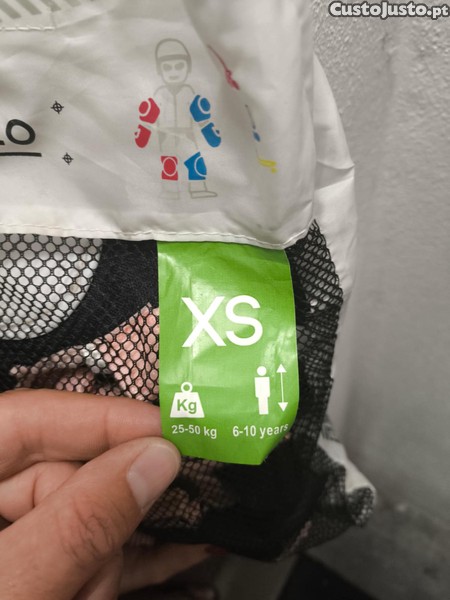 CustoJusto.pt
XS
Kg
25-50 kg 6-10 years